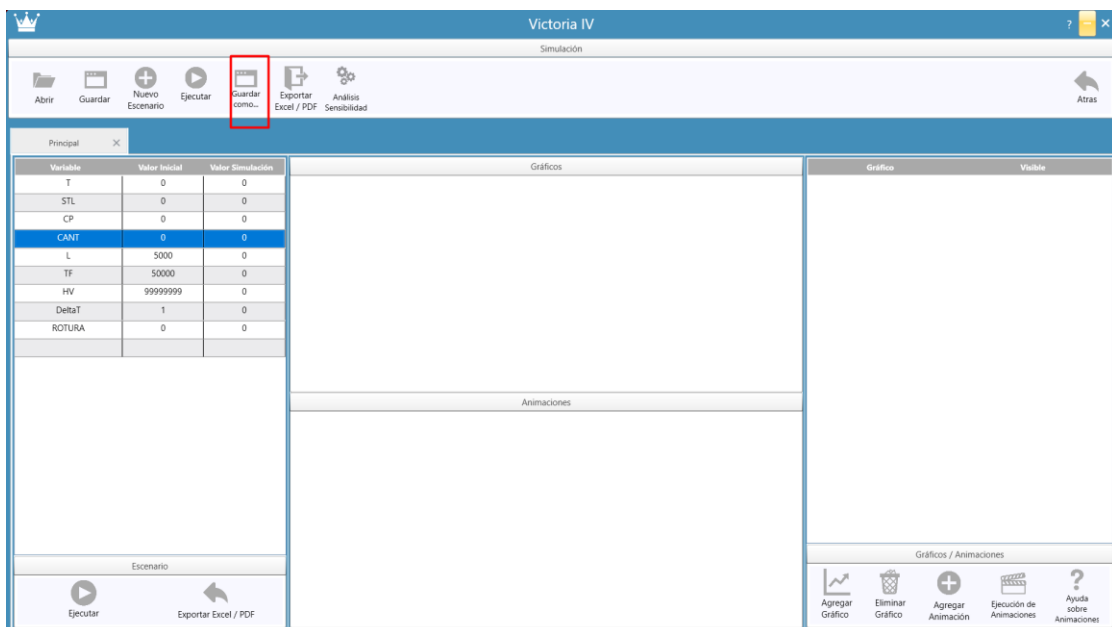 Victoria IV
?
Simulación
Abrir
Guardar
Nuevo
Escenario
Ejecutar
Guardar
como...
Exportar
Excel / PDF
Análisis
Sensibilidad
Atras
Principal
Variable Valor Inicial Valor Simulación
T 0 0
STL 0 0
CP 0 0
CANT 0 0
L 5000 0
TF 50000 0
HV 99999999 0
DeltaT 1 0
ROTURA 0 0
Escenario
Ejecutar
Exportar Excel / PDF
Gráficos
Animaciones
Gráfico Visible
Gráficos / Animaciones
Agregar
Gráfico
Eliminar
Gráfico
Agregar
Animación
Ejecución de
Animaciones
?
Ayuda
sobre
Animaciones